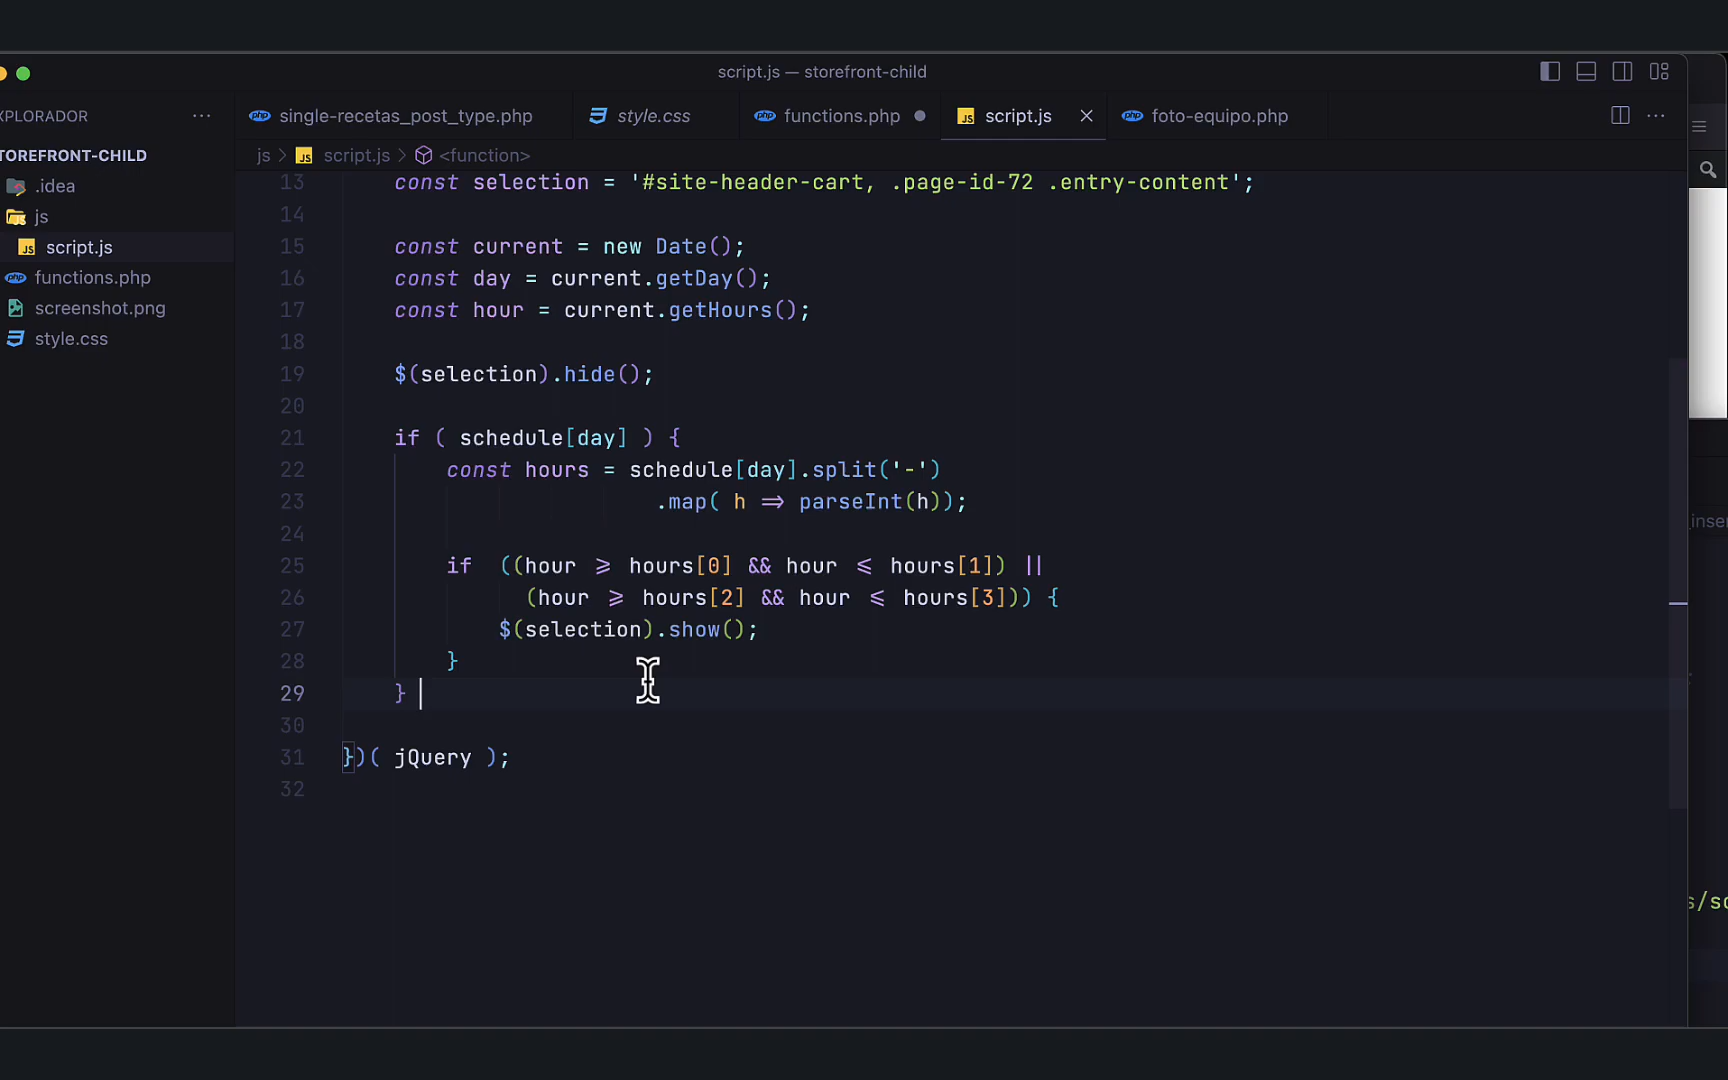 script.js — storefront-child
XPLORADOR
single-recetas_post_type.php
style.css
functions.php
script.js
foto-equipo.php
TOREFRONT-CHILD
js > script.js > <function>
.idea
js
script.js
functions.php
screenshot.png
style.css
13 const selection = '#site-header-cart, .page-id-72 .entry-content';
14
15 const current = new Date();
16 const day = current.getDay();
17 const hour = current.getHours();
18
19 $(selection).hide();
20
21 if ( schedule[day] ) {
22 const hours = schedule[day].split('-')
23 .map( h => parseInt(h));
24
25 if ((hour >= hours[0] && hour <= hours[1]) ||
26 (hour >= hours[2] && hour <= hours[3])) {
27 $(selection).show();
28 }
29 }
30
31 })( jQuery );
32
_inser
s/sc